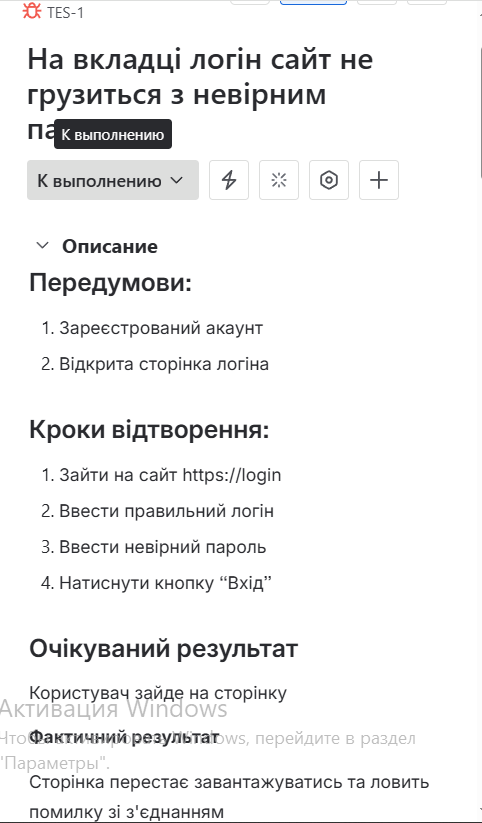 TES-1
На вкладці логін сайт не
грузиться з невірним
па
К выполнению
К выполнению
Описание
Передумови:
1. Зареєстрований акаунт
2. Відкрита сторінка логіна
Кроки відтворення:
1. Зайти на сайт https://login
2. Ввести правильний логін
3. Ввести невірний пароль
4. Натиснути кнопку “Вхід”
Очікуваний результат
Користувач зайде на сторінку
Активация Windows
Фактичний результат
Чтобы активировать Windows, перейдите в раздел
"Параметры".
Сторінка перестає завантажуватись та ловить
помилку зі з'єднанням